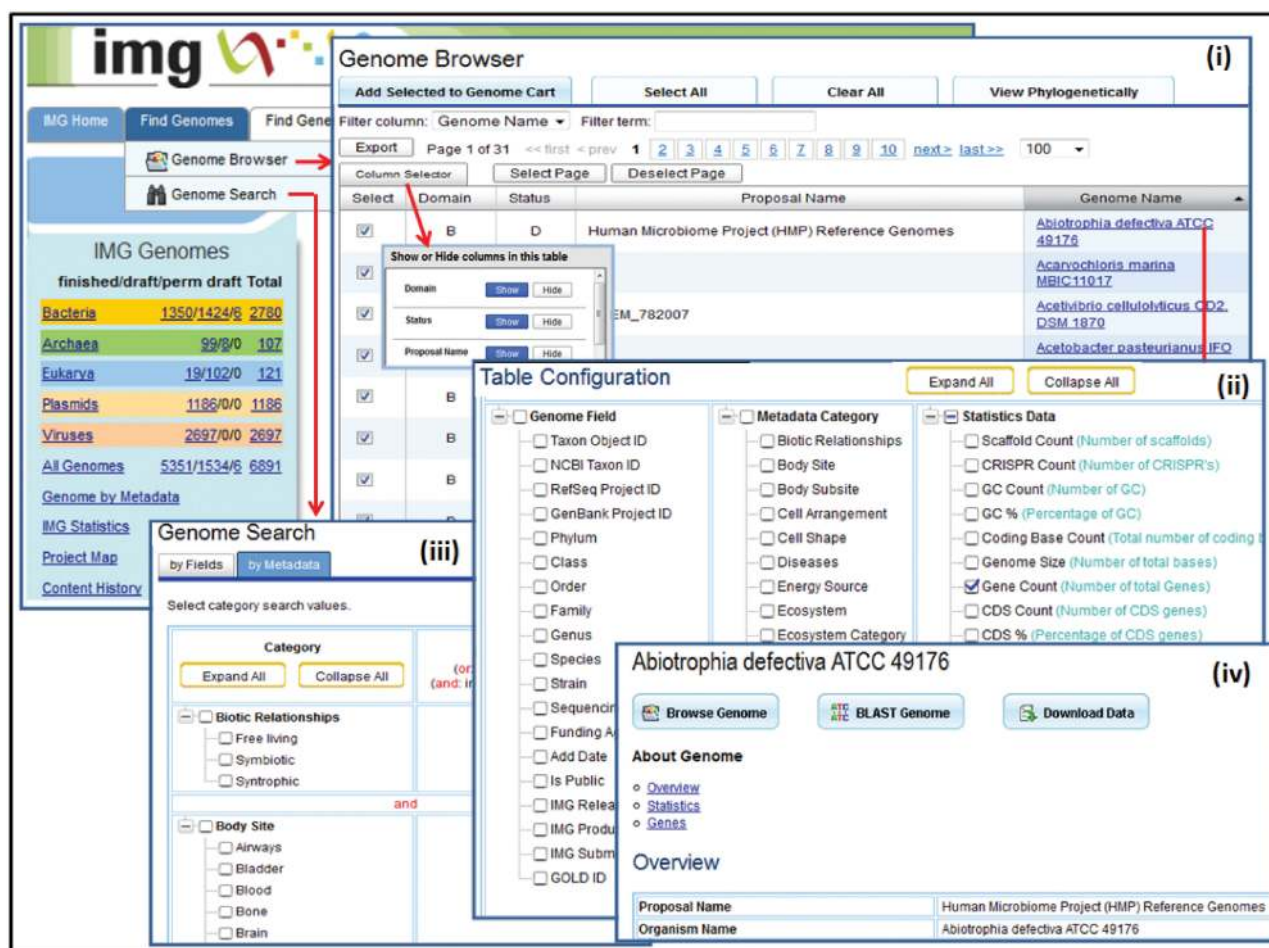 img
IMG Home Find Genomes Find Gene
Genome Browser
Genome Search
IMG Genomes
finished/draft/perm draft Total
Bacteria 1350/1424/6 2780
Archaea 99/8/0 107
Eukarya 19/102/0 121
Plasmids 1186/0/0 1186
Viruses 2697/0/0 2697
All Genomes 5351/1534/6 6891
Genome by Metadata
IMG Statistics
Project Map
Content History
Genome Browser (i)
Add Selected to Genome Cart Select All Clear All View Phylogenetically
Filter column: Genome Name Filter term:
Export Page 1 of 31 << first < prev 1 2 3 4 5 6 7 8 9 10 next > last >> 100
Column Selector Select Page Deselect Page
Select Domain Status Proposal Name Genome Name
B D Human Microbiome Project (HMP) Reference Genomes Abiotrophia defectiva ATCC
49176
Acaryochloris marina
MBIC11017
EM_782007 Acetivibrio cellulolyticus CD2,
DSM 1870
Acetobacter pasteurianus IFO
B
B
B
Show or Hide columns in this table
Domain Show Hide
Status Show Hide
Proposal Name Show Hide
Table Configuration Expand All Collapse All (ii)
Genome Field
Taxon Object ID
NCBI Taxon ID
RefSeq Project ID
GenBank Project ID
Phylum
Class
Order
Family
Genus
Species
Strain
Sequencin
Funding A
Add Date
Is Public
IMG Relea
IMG Produ
IMG Subm
GOLD ID
Metadata Category
Biotic Relationships
Body Site
Body Subsite
Cell Arrangement
Cell Shape
Diseases
Energy Source
Ecosystem
Ecosystem Category
Statistics Data
Scaffold Count (Number of scaffolds)
CRISPR Count (Number of CRISPR's)
GC Count (Number of GC)
GC % (Percentage of GC)
Coding Base Count (Total number of coding b
Genome Size (Number of total bases)
Gene Count (Number of total Genes)
CDS Count (Number of CDS genes)
CDS % (Percentage of CDS genes)
Genome Search (iii)
by Fields by Metadata
Select category search values.
Category
Expand All Collapse All
(or:
(and: in
Biotic Relationships
Free living
Symbiotic
Syntrophic
and
Body Site
Airways
Bladder
Blood
Bone
Brain
Abiotrophia defectiva ATCC 49176 (iv)
Browse Genome BLAST Genome Download Data
About Genome
Overview
Statistics
Genes
Overview
Proposal Name Human Microbiome Project (HMP) Reference Genomes
Organism Name Abiotrophia defectiva ATCC 49176